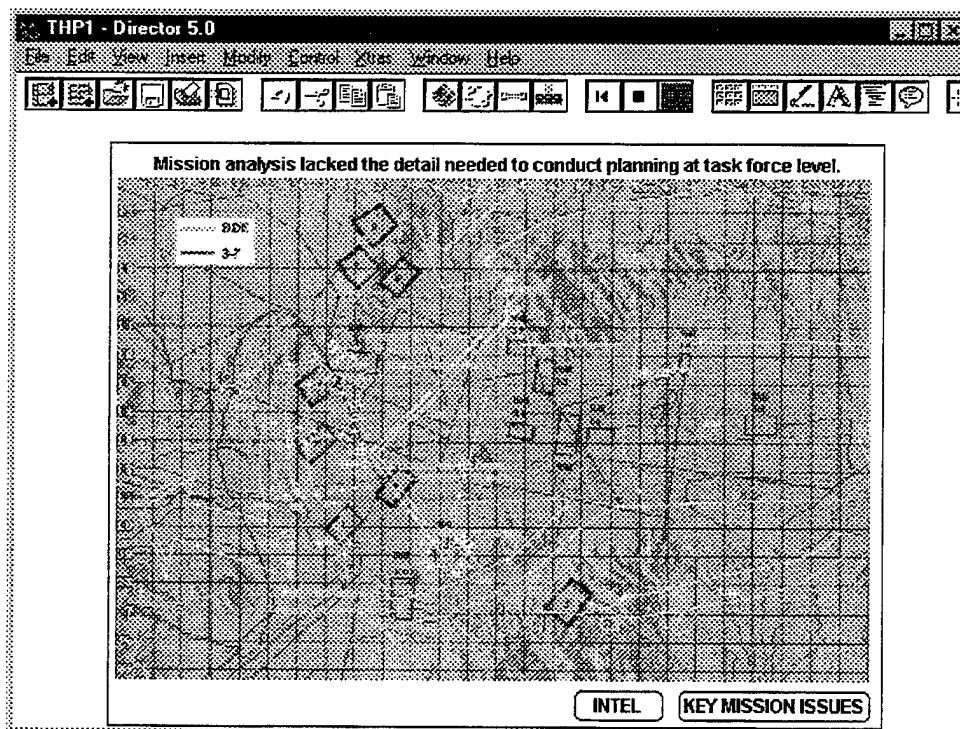 THP1 - Director 5.0
File Edit View Insert Modify Control Xtras Window Help
Mission analysis lacked the detail needed to conduct planning at task force level.
BDE
3-7
INTEL
KEY MISSION ISSUES